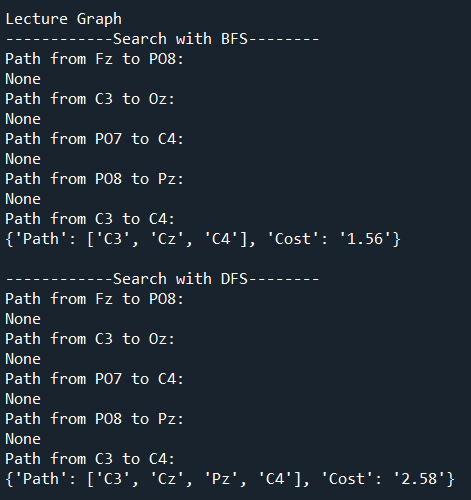 Lecture Graph
------------Search with BFS--------
Path from Fz to PO8:
None
Path from C3 to Oz:
None
Path from PO7 to C4:
None
Path from PO8 to Pz:
None
Path from C3 to C4:
{'Path': ['C3', 'Cz', 'C4'], 'Cost': '1.56'}
------------Search with DFS--------
Path from Fz to PO8:
None
Path from C3 to Oz:
None
Path from PO7 to C4:
None
Path from PO8 to Pz:
None
Path from C3 to C4:
{'Path': ['C3', 'Cz', 'Pz', 'C4'], 'Cost': '2.58'}